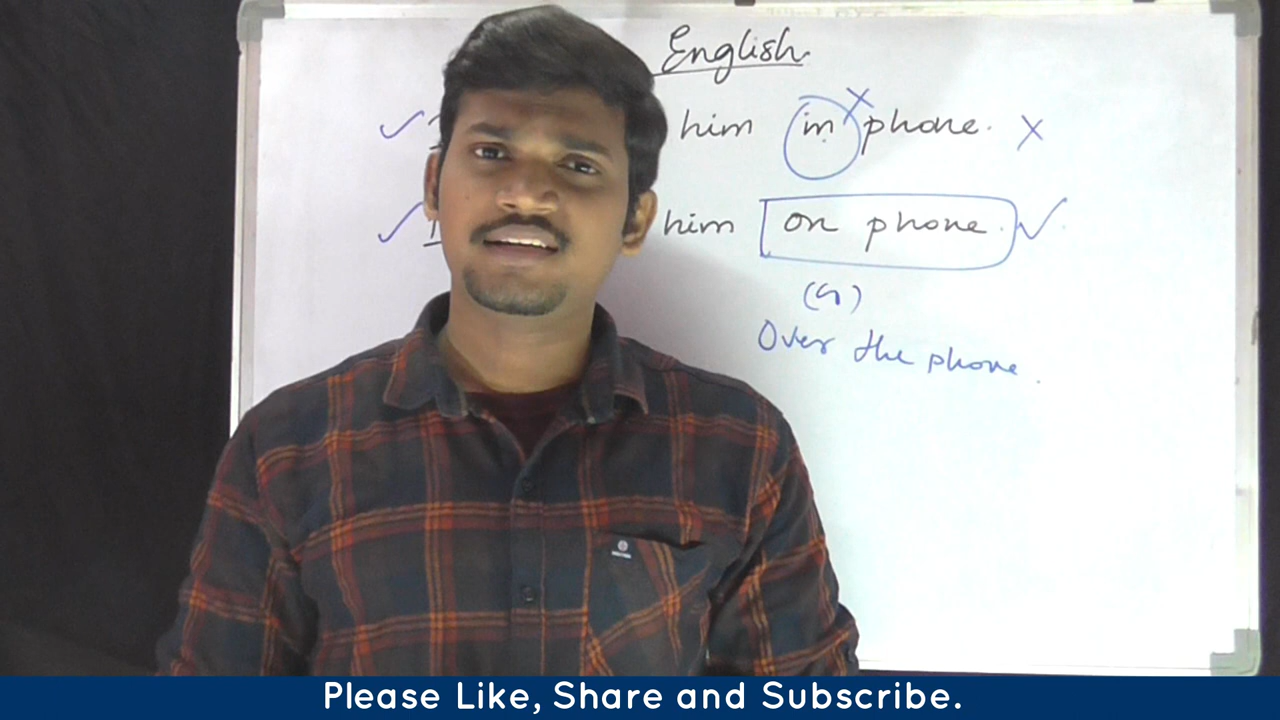 English.
him in phone.
him on phone.
Over the phone.
Please Like, Share and Subscribe.